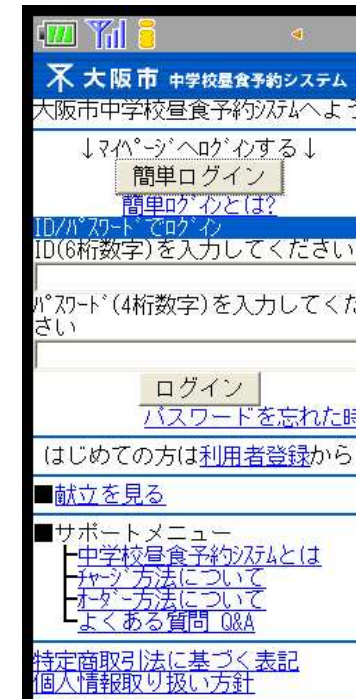 大阪市 中学校昼食予約システム
大阪市中学校昼食予約ｼｽﾃﾑへよう
↓ﾏｲﾍﾟｰｼﾞへﾛｸﾞｲﾝする↓
簡単ログイン
簡単ﾛｸﾞｲﾝとは?
ID/ﾊﾟｽﾜｰﾄﾞでﾛｸﾞｲﾝ
ID(6桁数字)を入力してください
ﾊﾟｽﾜｰﾄﾞ(4桁数字)を入力してくだ
さい
ログイン
パスワードを忘れた時
はじめての方は利用者登録から
■献立を見る
■サポートメニュー
中学校昼食予約ｼｽﾃﾑとは
ﾁｬｰｼﾞ方法について
ｵｰﾀﾞｰ方法について
よくある質問 Q&A
特定商取引法に基づく表記
個人情報取り扱い方針